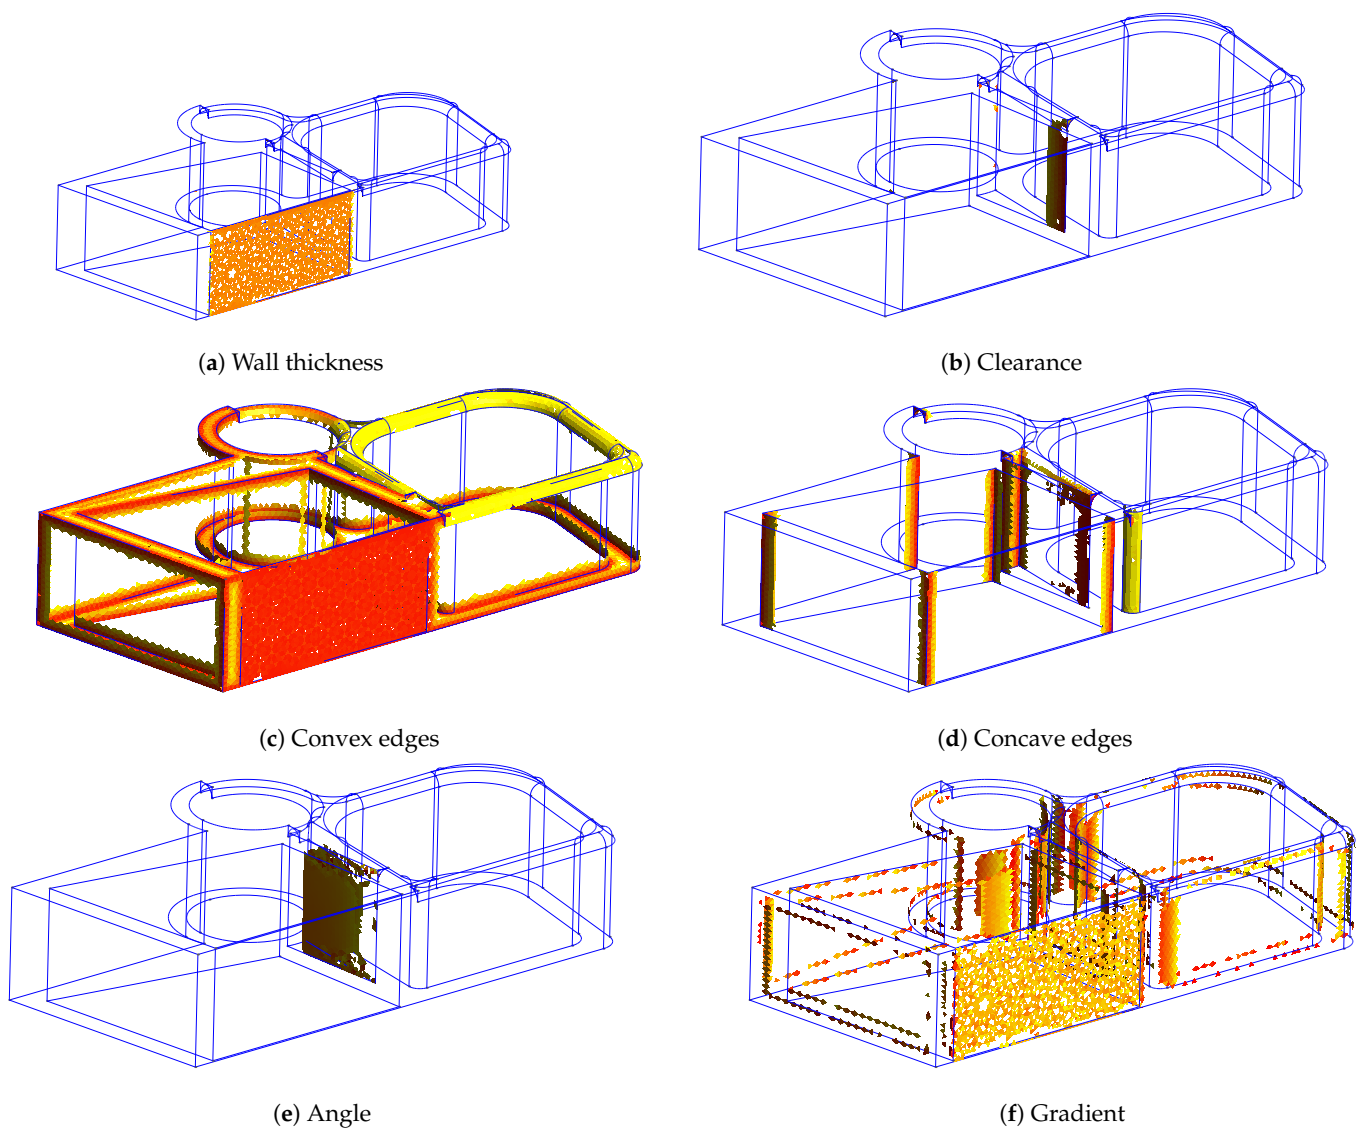 (a) Wall thickness
(b) Clearance
(c) Convex edges
(d) Concave edges
(e) Angle
(f) Gradient